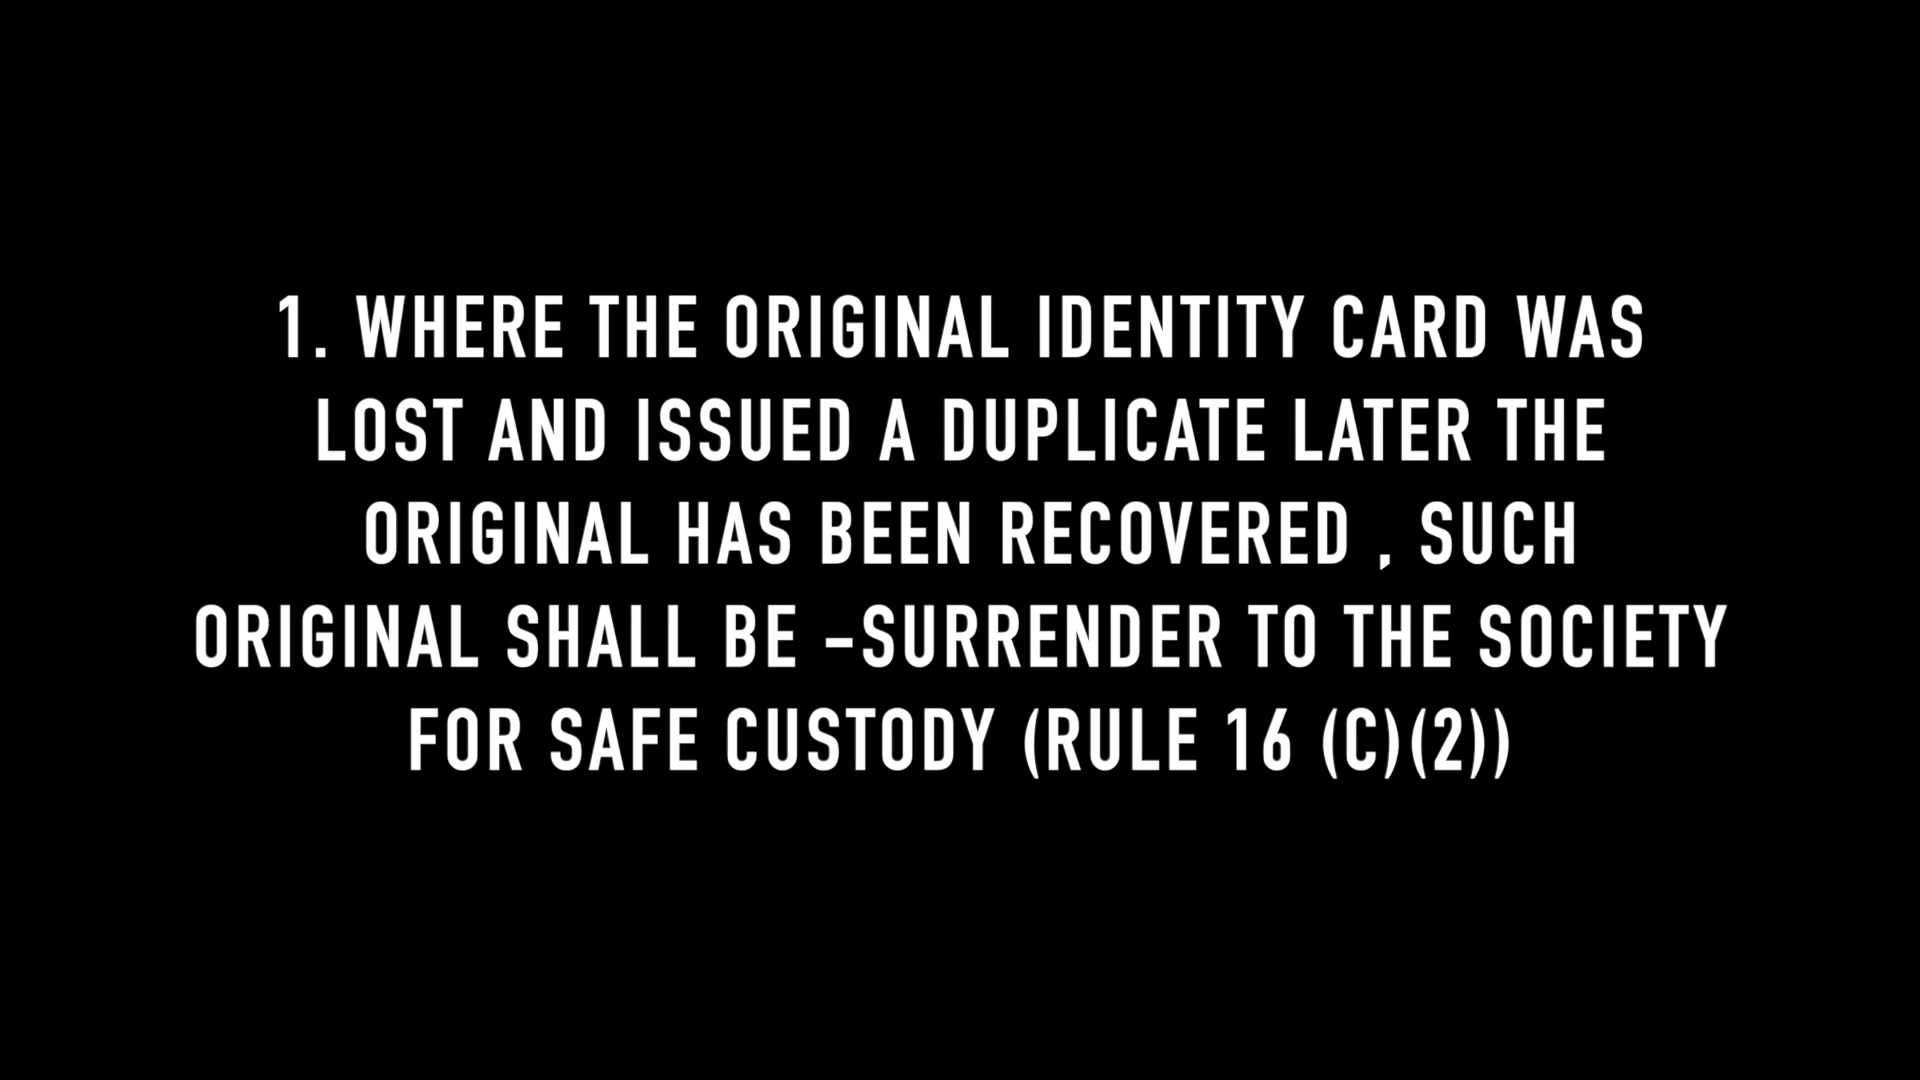 1. WHERE THE ORIGINAL IDENTITY CARD WAS
LOST AND ISSUED A DUPLICATE LATER THE
ORIGINAL HAS BEEN RECOVERED , SUCH
ORIGINAL SHALL BE -SURRENDER TO THE SOCIETY
FOR SAFE CUSTODY (RULE 16 (C)(2))